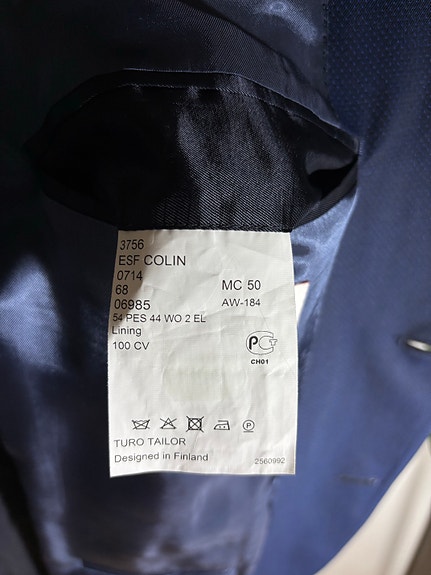 3756
ESF COLIN
0714
68 MC 50
06985 AW-184
54 PES 44 WO 2 EL
Lining
100 CV
PCT
CH01
P
TURO TAILOR
Designed in Finland 2560992